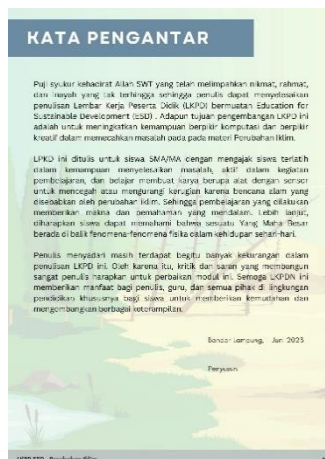 KATA PENGANTAR
Puji syukur kehadirat Allah SWT yang telah melimpahkan nikmat, rahmat,
dan inayah yang tak terhingga sehingga penulis dapat menyelesaikan
penulisan Lembar Kerja Peserta Didik (LKPD) bermuatan Education for
Sustainable Development (ESD) . Adapun tujuan pengembangan LKPD ini
adalah untuk meningkatkan kemampuan berpikir komputasi dan berpikir
kreatif dalam memecahkan masalah pada pada materi Perubahan Iklim.
LPKD ini ditulis untuk siswa SMA/MA dengan mengajak siswa terlatih
dalam kemampuan menyelesaikan masalah, aktif dalam kegiatan
pembelajaran, dan belajar membuat karya berupa alat dengan sensor
untuk mencegah atau mengurangi kerugian karena bencana alam yang
disebabkan oleh perubahan iklim. Sehingga pembelajaran yang dilakukan
memberikan makna dan pemahaman yang mendalam. Lebih lanjut,
diharapkan siswa dapat memahami bahwa sesuatu Yang Maha Besar
berada di balik fenomena-fenomena fisika dalam kehidupan sehari-hari.
Penulis menyadari masih terdapat begitu banyak kekurangan dalam
penulisan LKPD ini. Oleh karena itu, kritik dan saran yang membangun
sangat penulis harapkan untuk perbaikan modul ini. Semoga LKPDN ini
memberikan manfaat bagi penulis, guru, dan semua pihak di lingkungan
pendidikan khususnya bagi siswa untuk memberikan kemudahan dan
mengembangkan berbagai keterampilan.
Bandar Lampung, Juni 2023
Penyusun